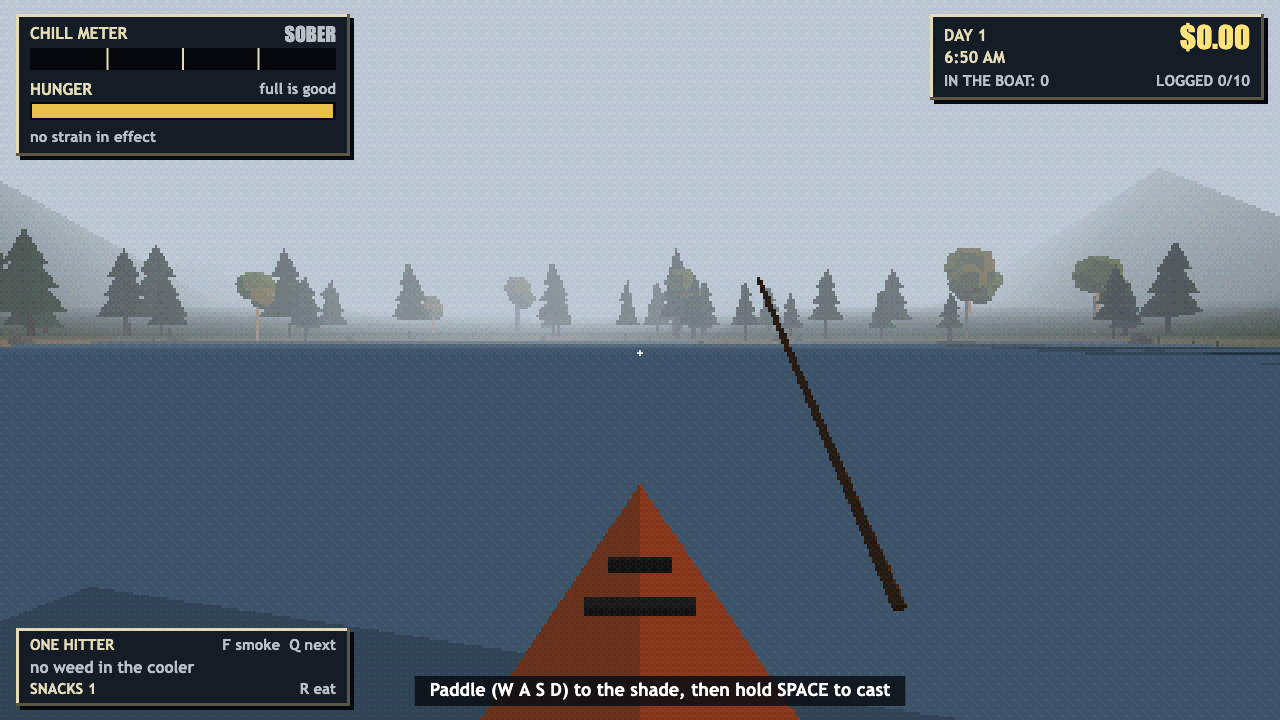 CHILL METER SOBER
HUNGER full is good
no strain in effect
DAY 1 $0.00
6:50 AM
IN THE BOAT: 0 LOGGED 0/10
ONE HITTER F smoke Q next
no weed in the cooler
SNACKS 1 R eat
Paddle (W A S D) to the shade, then hold SPACE to cast